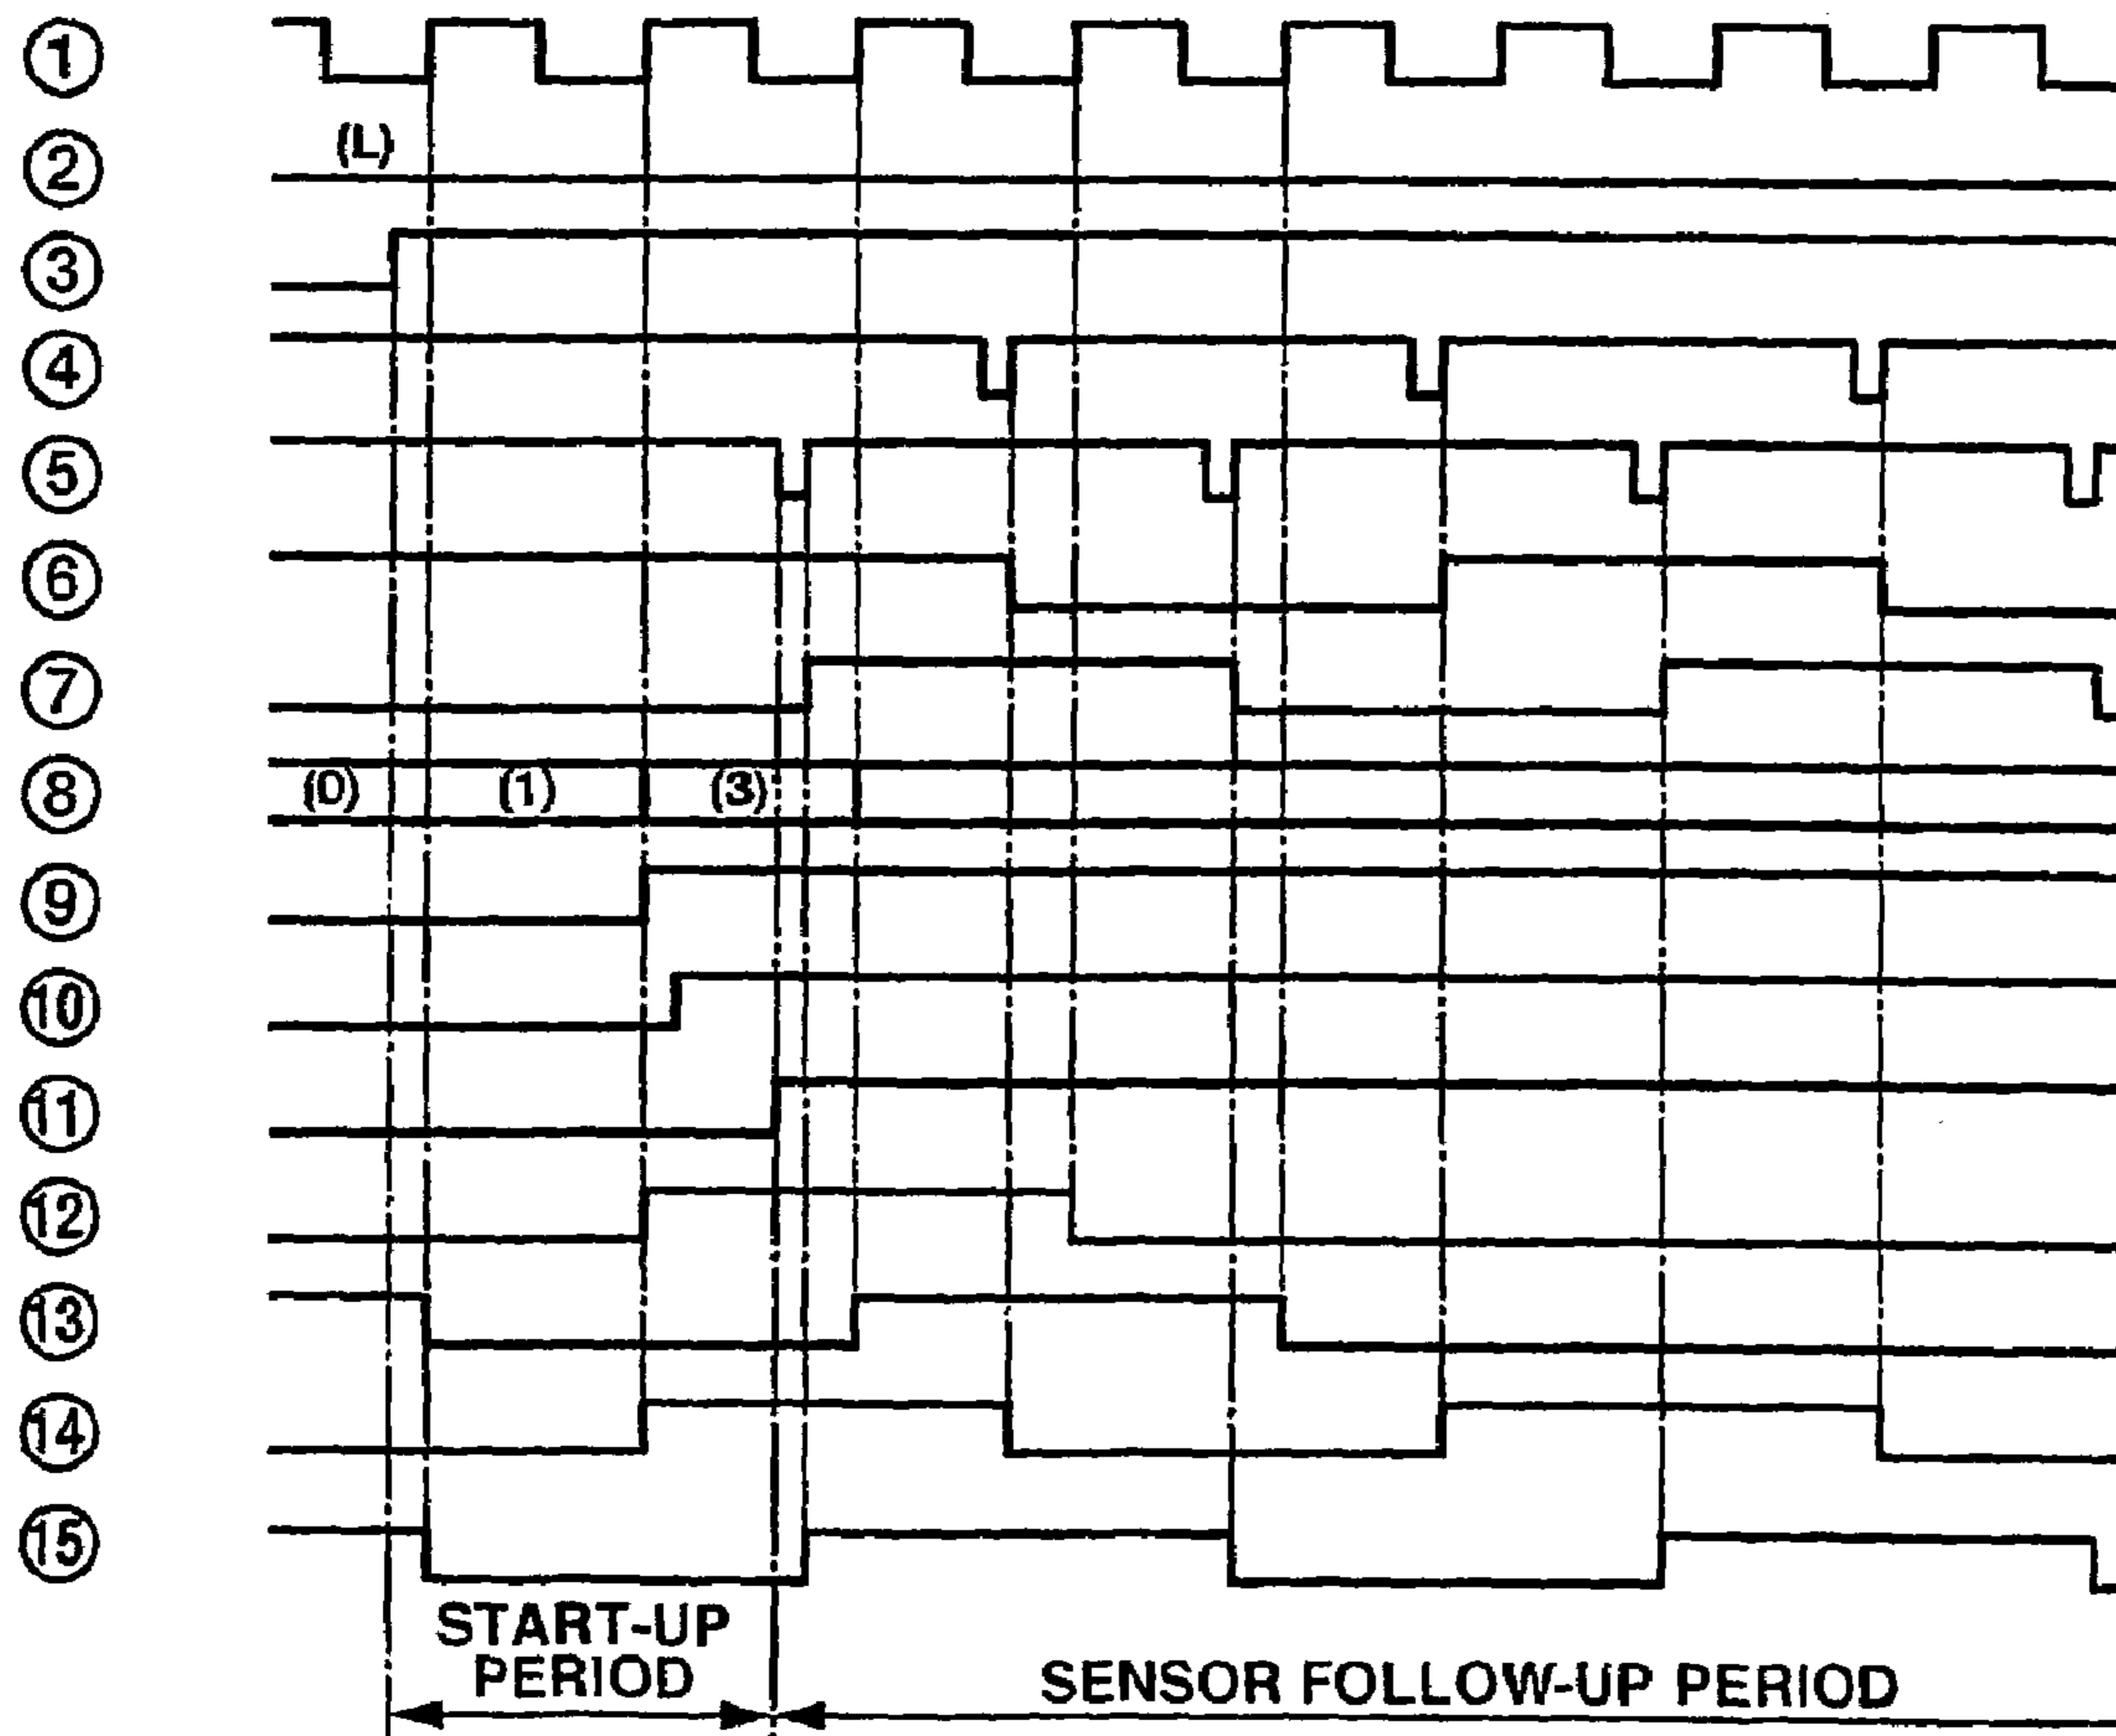 ①
② (L)
③
④
⑤
⑥
⑦
⑧ (0) (1) (3)
⑨
⑩
⑪
⑫
⑬
⑭
⑮
START-UP
PERIOD
SENSOR FOLLOW-UP PERIOD